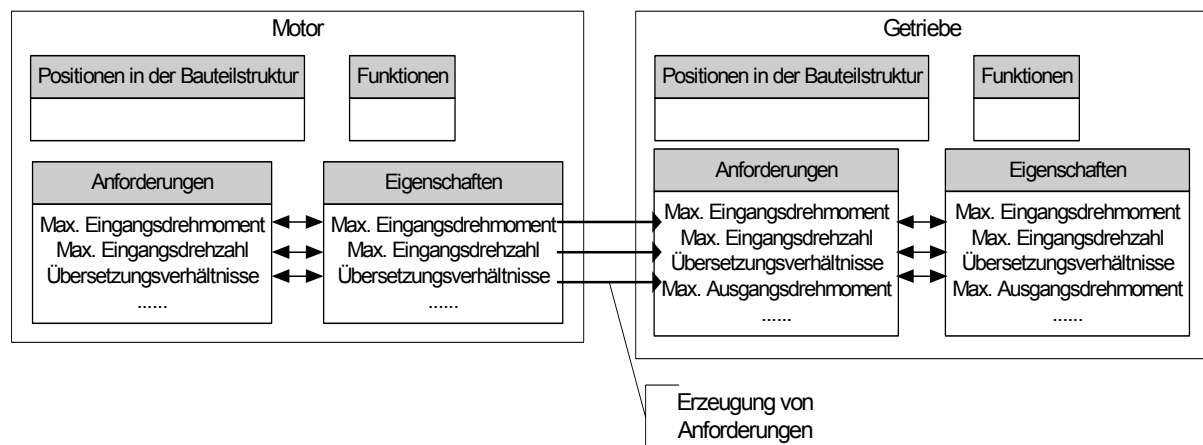 Motor
Positionen in der Bauteilstruktur
Funktionen
Anforderungen
Max. Eingangsdrehmoment
Max. Eingangsdrehzahl
Übersetzungsverhältnisse
......
Eigenschaften
Max. Eingangsdrehmoment
Max. Eingangsdrehzahl
Übersetzungsverhältnisse
......
Getriebe
Positionen in der Bauteilstruktur
Funktionen
Anforderungen
Max. Eingangsdrehmoment
Max. Eingangsdrehzahl
Übersetzungsverhältnisse
Max. Ausgangsdrehmoment
......
Eigenschaften
Max. Eingangsdrehmoment
Max. Eingangsdrehzahl
Übersetzungsverhältnisse
Max. Ausgangsdrehmoment
......
Erzeugung von
Anforderungen